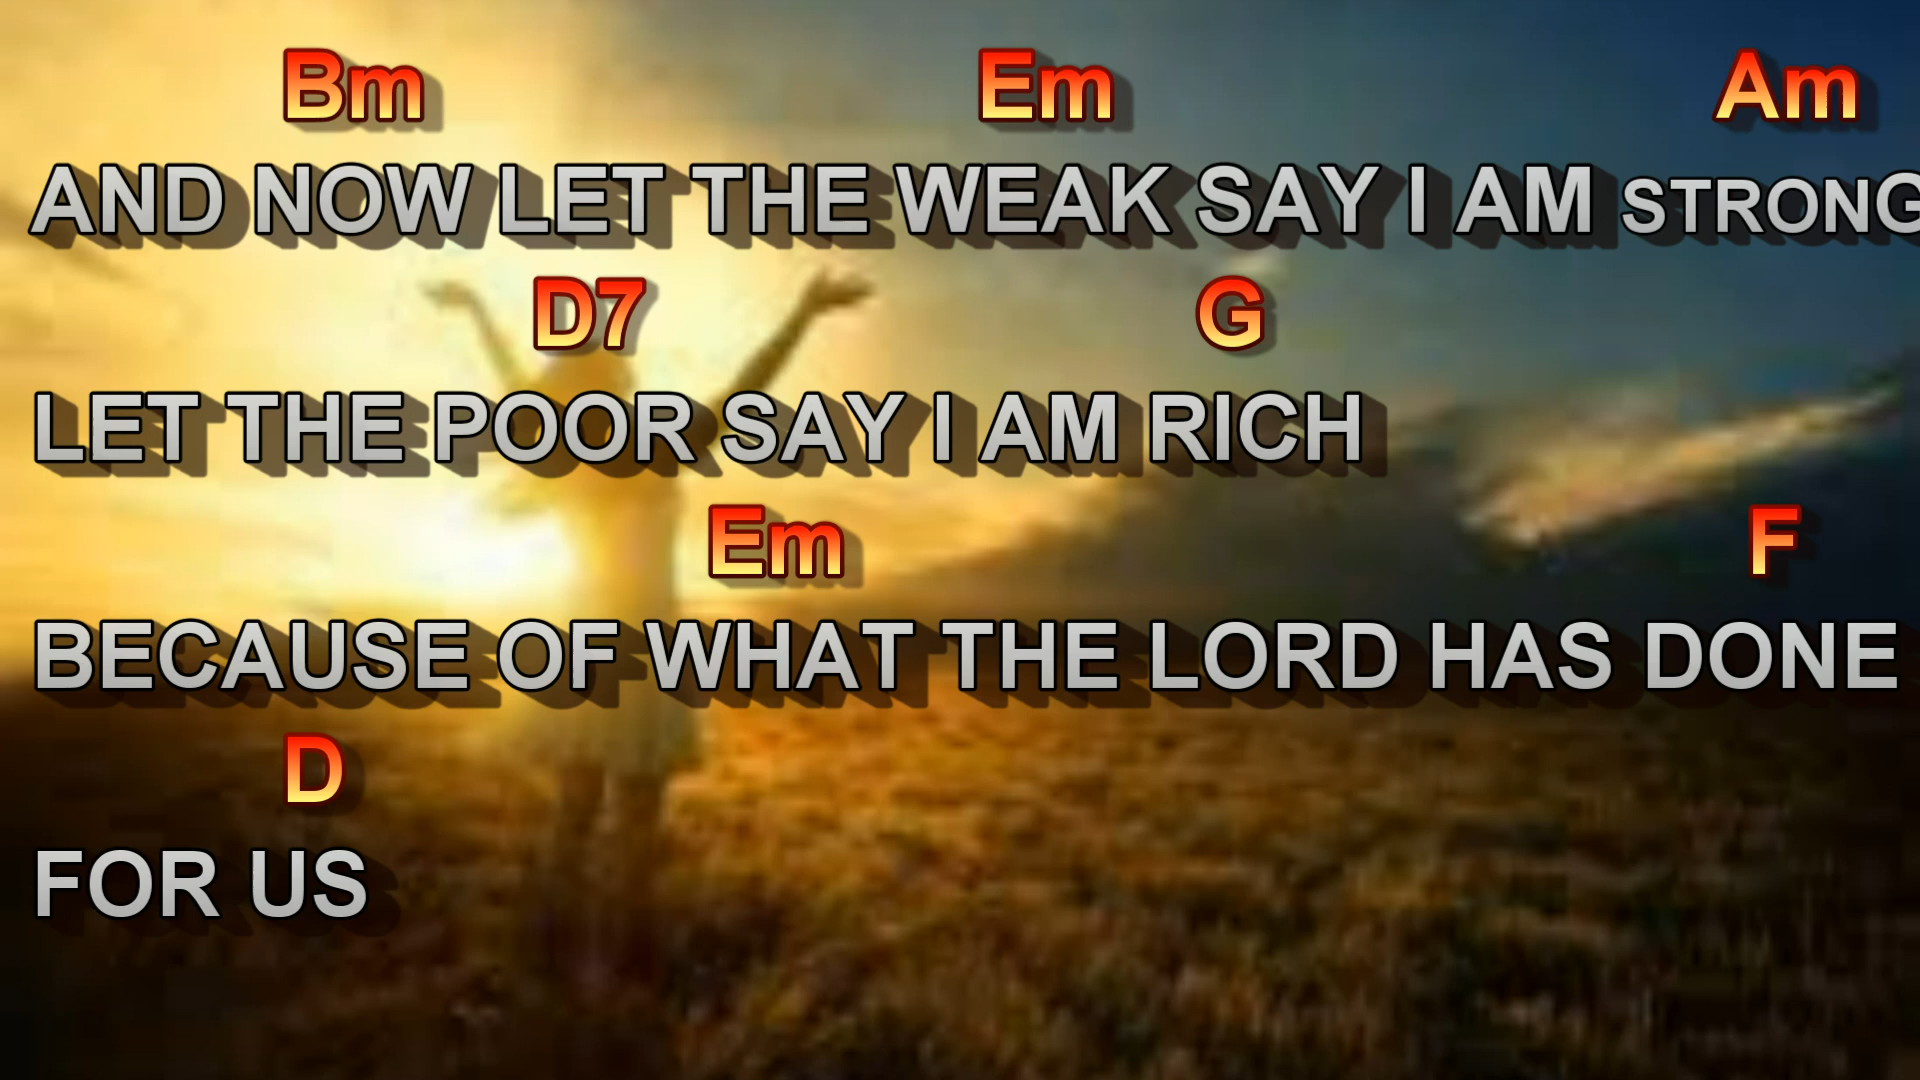 Bm Em Am
AND NOW LET THE WEAK SAY I AM STRONG
D7 G
LET THE POOR SAY I AM RICH
Em F
BECAUSE OF WHAT THE LORD HAS DONE
D
FOR US